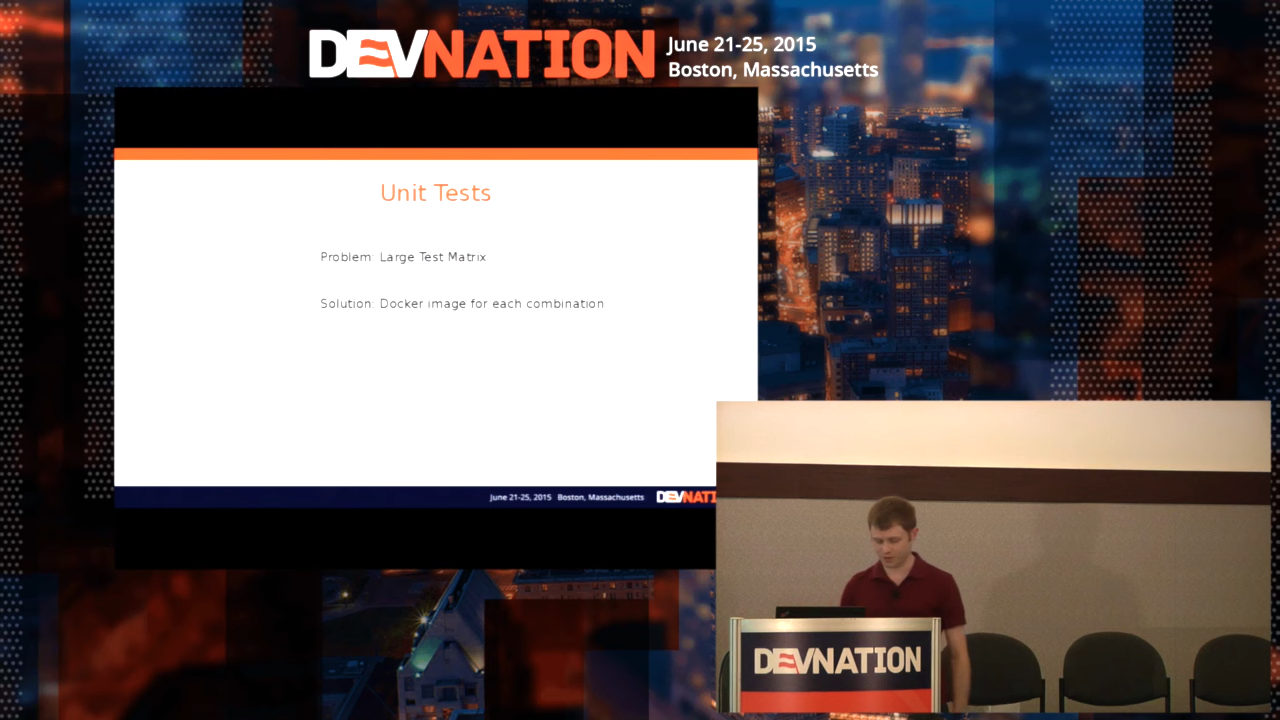 DEVNATION
June 21-25, 2015
Boston, Massachusetts
Unit Tests
Problem: Large Test Matrix
Solution: Docker image for each combination
June 21-25, 2015 Boston, Massachusetts DEVNATI
DEVNATION